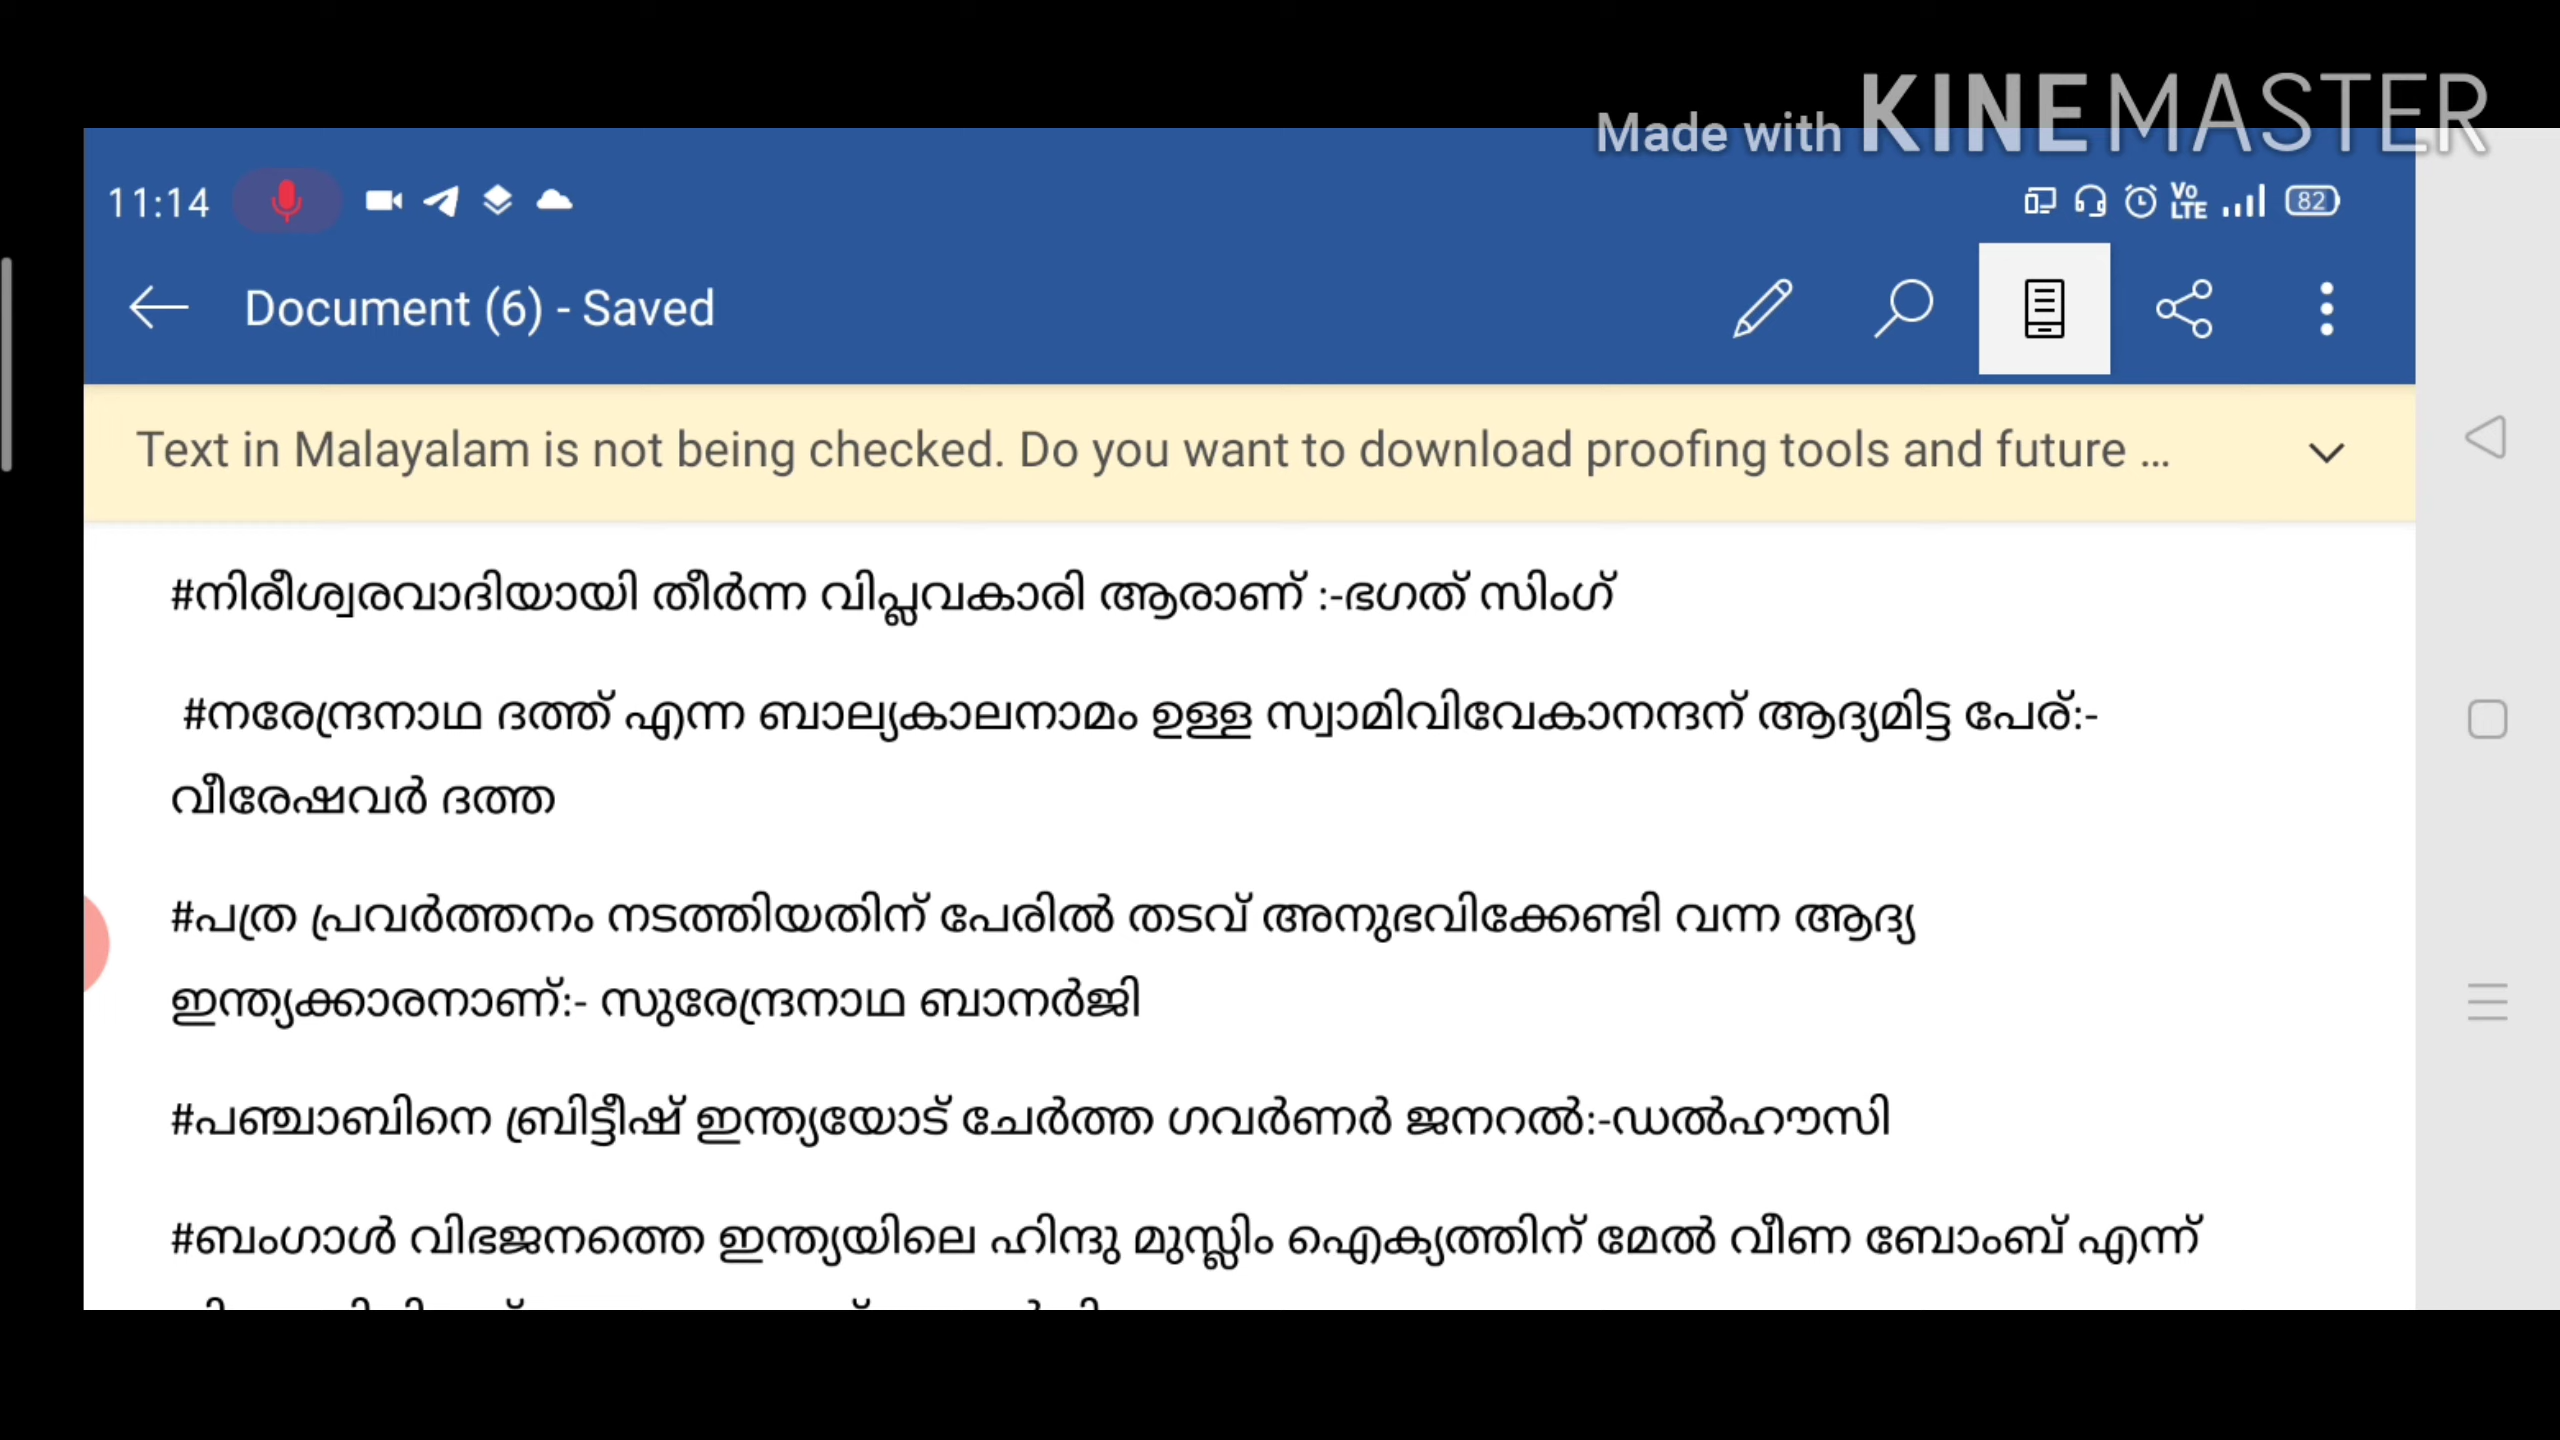 Made with KINEMASTER
11:14
Vo LTE 82
Document (6) - Saved
Text in Malayalam is not being checked. Do you want to download proofing tools and future ...
#നിരീശ്വരവാദിയായി തീർന്ന വിപ്ലവകാരി ആരാണ് :-ഭഗത് സിംഗ്
#നരേന്ദ്രനാഥ ദത്ത് എന്ന ബാല്യകാലനാമം ഉള്ള സ്വാമിവിവേകാനന്ദന് ആദ്യമിട്ട പേര്:-
വീരേഷവർ ദത്ത
#പത്ര പ്രവർത്തനം നടത്തിയതിന് പേരിൽ തടവ് അനുഭവിക്കേണ്ടി വന്ന ആദ്യ
ഇന്ത്യക്കാരനാണ്:- സുരേന്ദ്രനാഥ ബാനർജി
#പഞ്ചാബിനെ ബ്രിട്ടീഷ് ഇന്ത്യയോട് ചേർത്ത ഗവർണർ ജനറൽ:-ഡൽഹൗസി
#ബംഗാൾ വിഭജനത്തെ ഇന്ത്യയിലെ ഹിന്ദു മുസ്ലിം ഐക്യത്തിന് മേൽ വീണ ബോംബ് എന്ന്